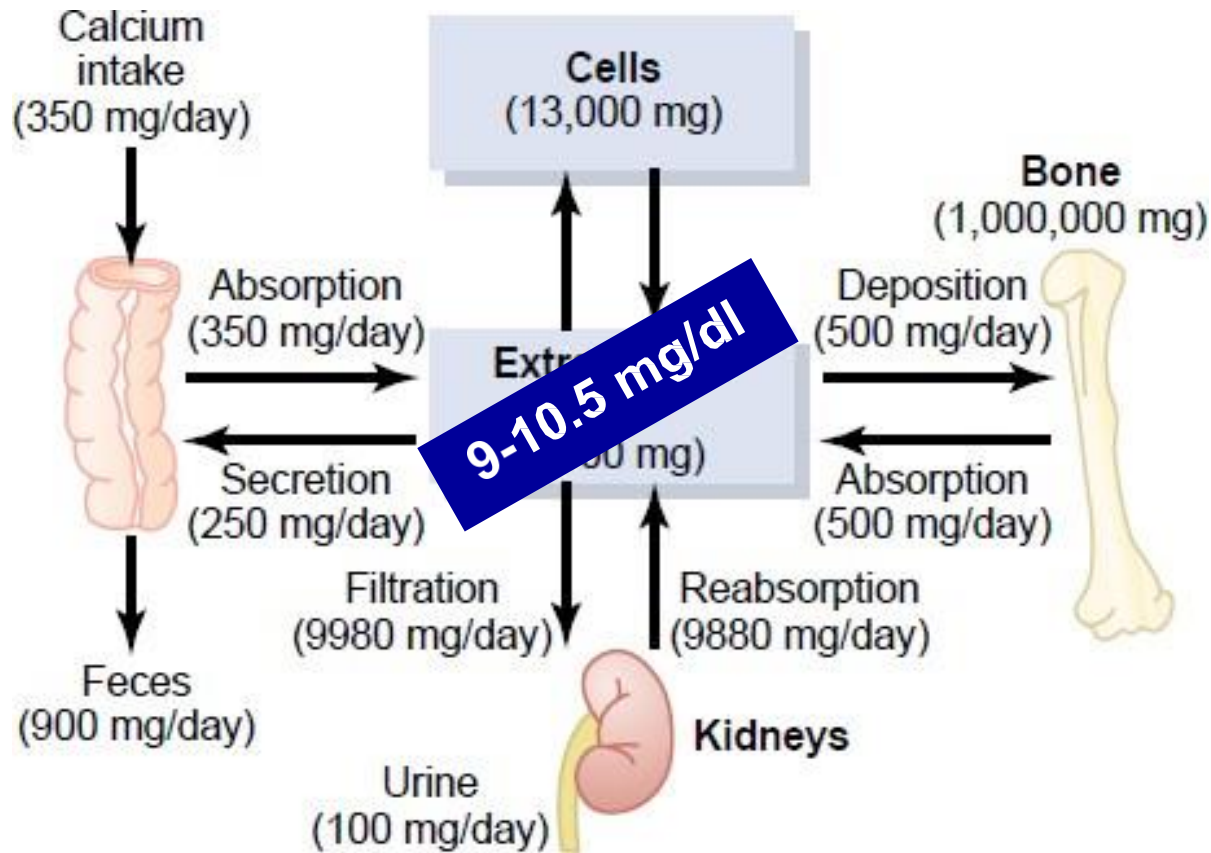 Calcium
intake
(350 mg/day)
Cells
(13,000 mg)
Bone
(1,000,000 mg)
Absorption
(350 mg/day)
Deposition
(500 mg/day)
9-10.5 mg/dl
mg)
Secretion
(250 mg/day)
Absorption
(500 mg/day)
Filtration
(9980 mg/day)
Reabsorption
(9880 mg/day)
Feces
(900 mg/day)
Kidneys
Urine
(100 mg/day)